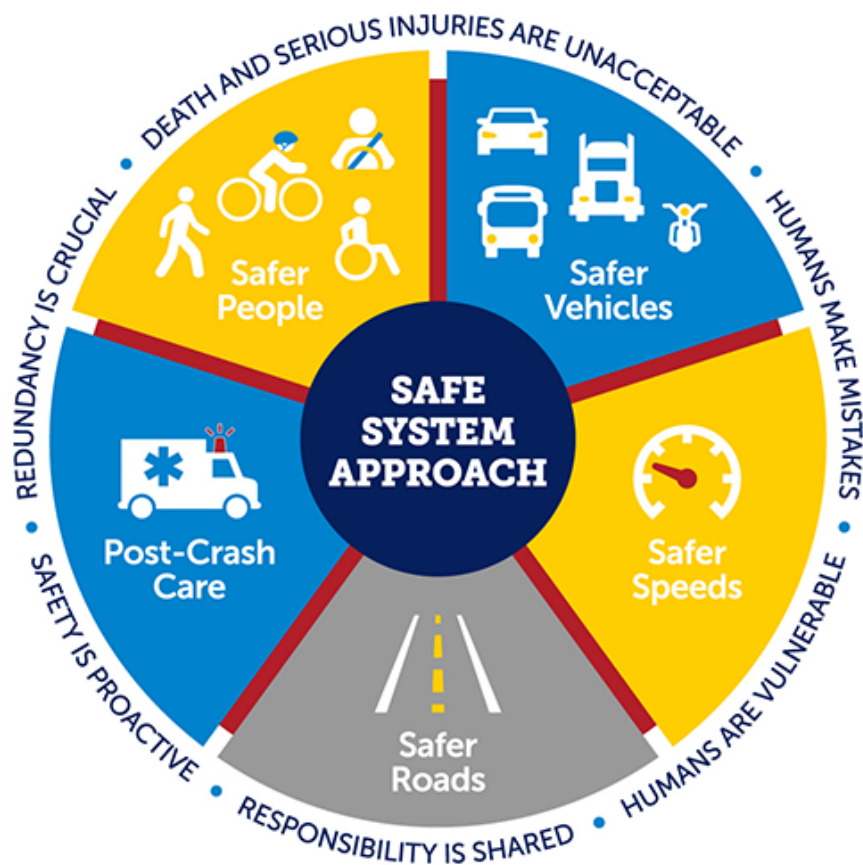 DEATH AND SERIOUS INJURIES ARE UNACCEPTABLE
HUMANS MAKE MISTAKES
HUMANS ARE VULNERABLE
RESPONSIBILITY IS SHARED
SAFETY IS PROACTIVE
REDUNDANCY IS CRUCIAL
Safer
People
Safer
Vehicles
SAFE
SYSTEM
APPROACH
Post-Crash
Care
Safer
Speeds
Safer
Roads